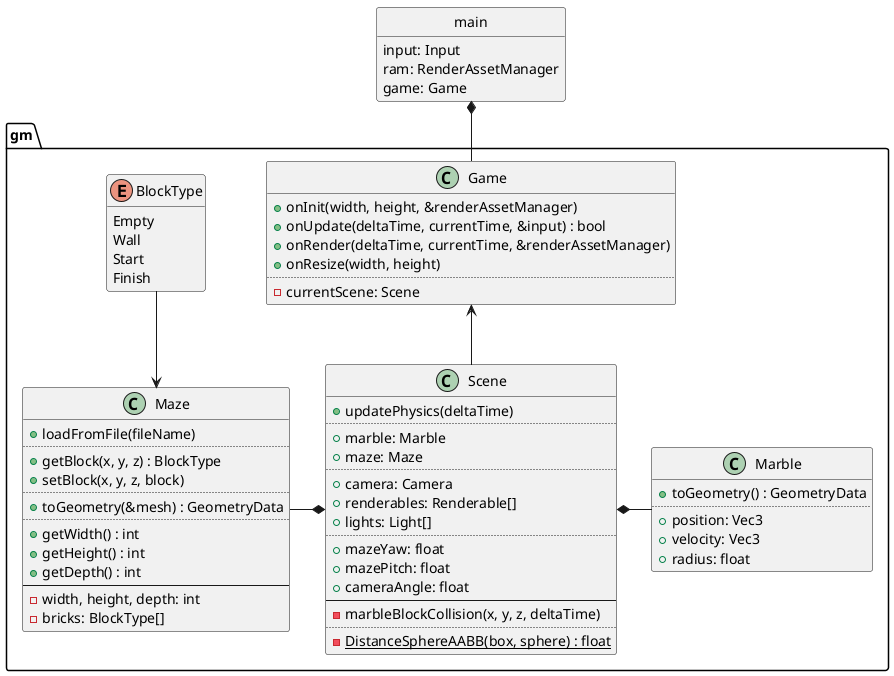 main
input: Input
ram: RenderAssetManager
game: Game
gm
E BlockType
Empty
Wall
Start
Finish
C Game
onInit(width, height, &renderAssetManager)
onUpdate(deltaTime, currentTime, &input) : bool
onRender(deltaTime, currentTime, &renderAssetManager)
onResize(width, height)
currentScene: Scene
C Maze
loadFromFile(fileName)
getBlock(x, y, z) : BlockType
setBlock(x, y, z, block)
toGeometry(&mesh) : GeometryData
getWidth() : int
getHeight() : int
getDepth() : int
width, height, depth: int
bricks: BlockType[]
C Scene
updatePhysics(deltaTime)
marble: Marble
maze: Maze
camera: Camera
renderables: Renderable[]
lights: Light[]
mazeYaw: float
mazePitch: float
cameraAngle: float
marbleBlockCollision(x, y, z, deltaTime)
DistanceSphereAABB(box, sphere) : float
C Marble
toGeometry() : GeometryData
position: Vec3
velocity: Vec3
radius: float